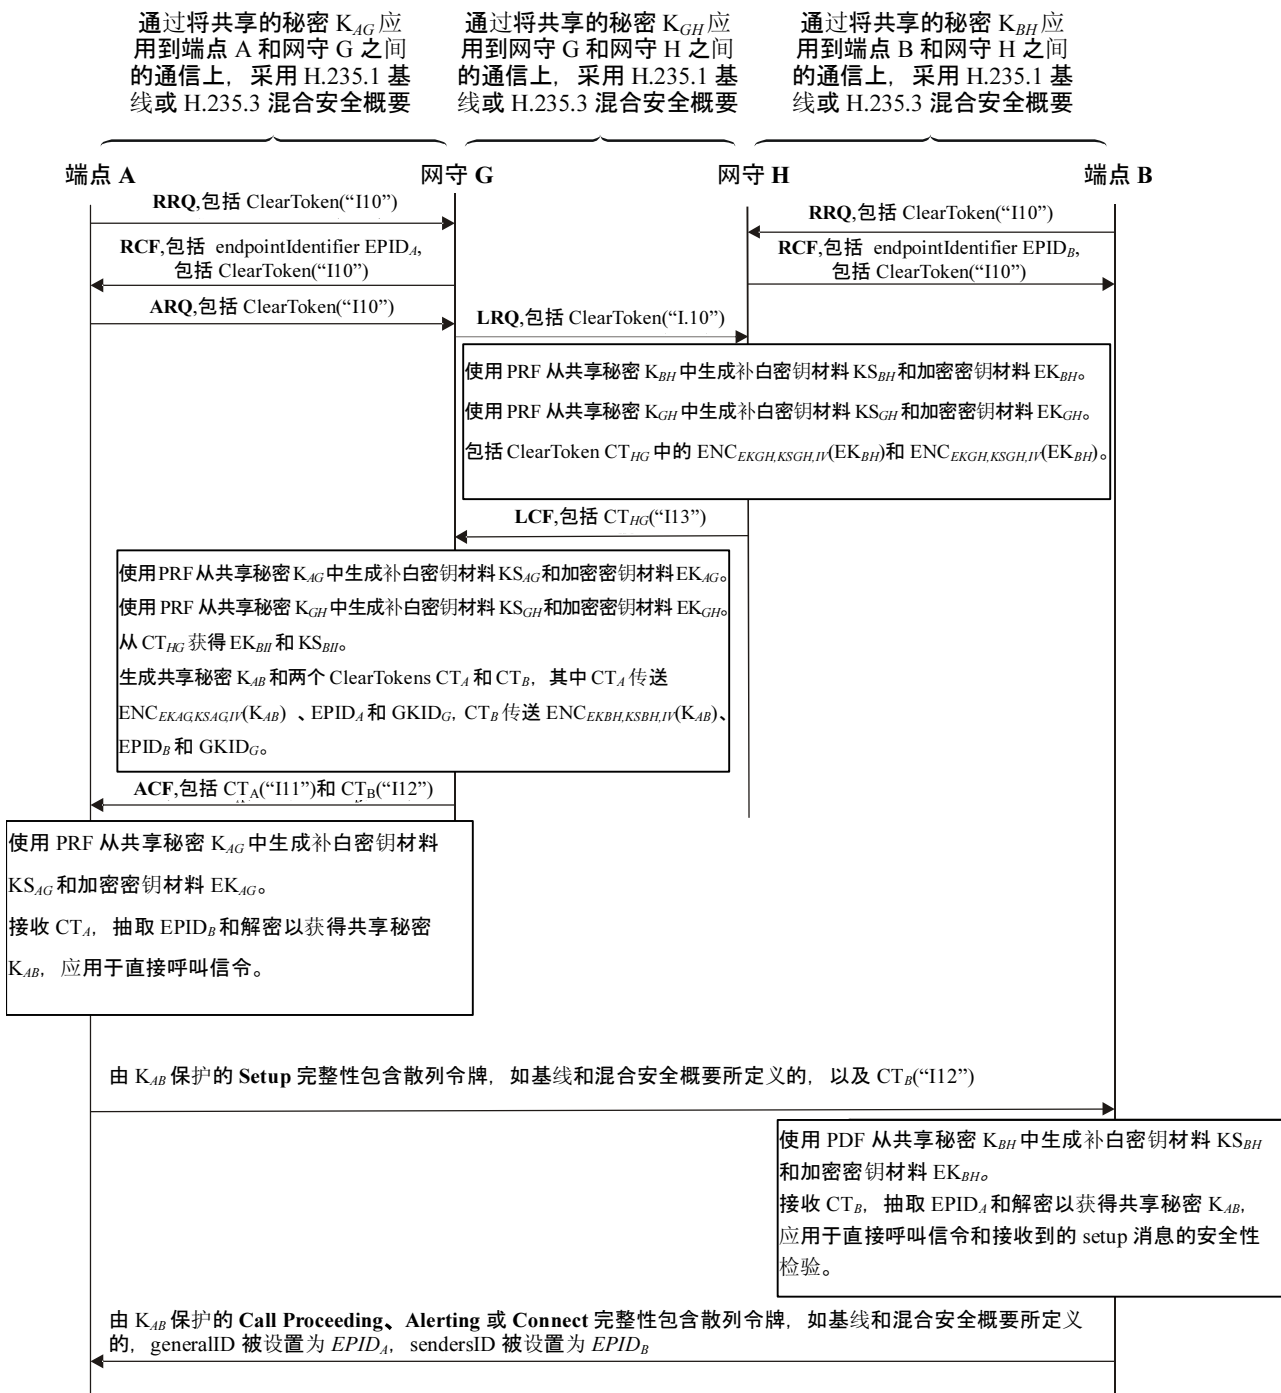 通过将共享的秘密 KAG 应
用到端点 A 和网守 G 之间
的通信上，采用 H.235.1 基
线或 H.235.3 混合安全概要
通过将共享的秘密 KGH 应
用到网守 G 和网守 H 之间
的通信上，采用 H.235.1 基
线或 H.235.3 混合安全概要
通过将共享的秘密 KBH 应
用到端点 B 和网守 H 之间
的通信上，采用 H.235.1 基
线或 H.235.3 混合安全概要
端点 A
网守 G
网守 H
端点 B
RRQ,包括 ClearToken(“I10”)
RRQ,包括 ClearToken(“I10”)
RCF,包括 endpointIdentifier EPIDA,
包括 ClearToken(“I10”)
RCF,包括 endpointIdentifier EPIDB,
包括 ClearToken(“I10”)
ARQ,包括 ClearToken(“I10”)
LRQ,包括 ClearToken(“I.10”)
使用 PRF 从共享秘密 KBH 中生成补白密钥材料 KSBH 和加密密钥材料 EKBH。
使用 PRF 从共享秘密 KGH 中生成补白密钥材料 KSGH 和加密密钥材料 EKGH。
包括 ClearToken CTHG 中的 ENCEKGH,KSGH,IV(EKBH)和 ENCEKGH,KSGH,IV(EKBH)。
LCF,包括 CTHG(“I13”)
使用 PRF 从共享秘密 KAG 中生成补白密钥材料 KSAG 和加密密钥材料 EKAG。
使用 PRF 从共享秘密 KGH 中生成补白密钥材料 KSGH 和加密密钥材料 EKGH。
从 CTHG 获得 EKBH 和 KSBH。
生成共享秘密 KAB 和两个 ClearTokens CTA 和 CTB，其中 CTA 传送
ENCEKAG,KSAG,IV(KAB) 、EPIDA 和 GKIDG, CTB 传送 ENCEKBH,KSBH,IV(KAB)、
EPIDB 和 GKIDG。
ACF,包括 CTA(“I11”)和 CTB(“I12”)
使用 PRF 从共享秘密 KAG 中生成补白密钥材料
KSAG 和加密密钥材料 EKAG。
接收 CTA，抽取 EPIDB 和解密以获得共享秘密
KAB，应用于直接呼叫信令。
由 KAB 保护的 Setup 完整性包含散列令牌，如基线和混合安全概要所定义的，以及 CTB(“I12”)
使用 PDF 从共享秘密 KBH 中生成补白密钥材料 KSBH
和加密密钥材料 EKBH。
接收 CTB，抽取 EPIDA 和解密以获得共享秘密 KAB，
应用于直接呼叫信令和接收到的 setup 消息的安全性
检验。
由 KAB 保护的 Call Proceeding、Alerting 或 Connect 完整性包含散列令牌，如基线和混合安全概要所定义
的，generalID 被设置为 EPIDA，sendersID 被设置为 EPIDB